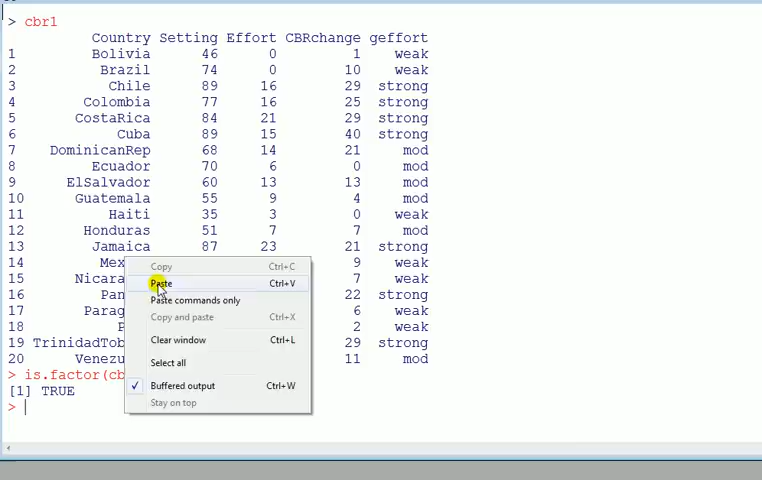 > cbr1
Country Setting Effort CBRchange geffort
1 Bolivia 46 0 1 weak
2 Brazil 74 0 10 weak
3 Chile 89 16 29 strong
4 Colombia 77 16 25 strong
5 CostaRica 84 21 29 strong
6 Cuba 89 15 40 strong
7 DominicanRep 68 14 21 mod
8 Ecuador 70 6 0 mod
9 ElSalvador 60 13 13 mod
10 Guatemala 55 9 4 mod
11 Haiti 35 3 0 weak
12 Honduras 51 7 7 mod
13 Jamaica 87 23 21 strong
14 Mex 9 weak
15 Nicara 7 weak
16 Pan 22 strong
17 Parag 6 weak
18 P 2 weak
19 TrinidadTob 29 strong
20 Venezu 11 mod
> is.factor(cb
[1] TRUE
>
Copy Ctrl+C
Paste Ctrl+V
Paste commands only
Copy and paste Ctrl+X
Clear window Ctrl+L
Select all
Buffered output Ctrl+W
Stay on top